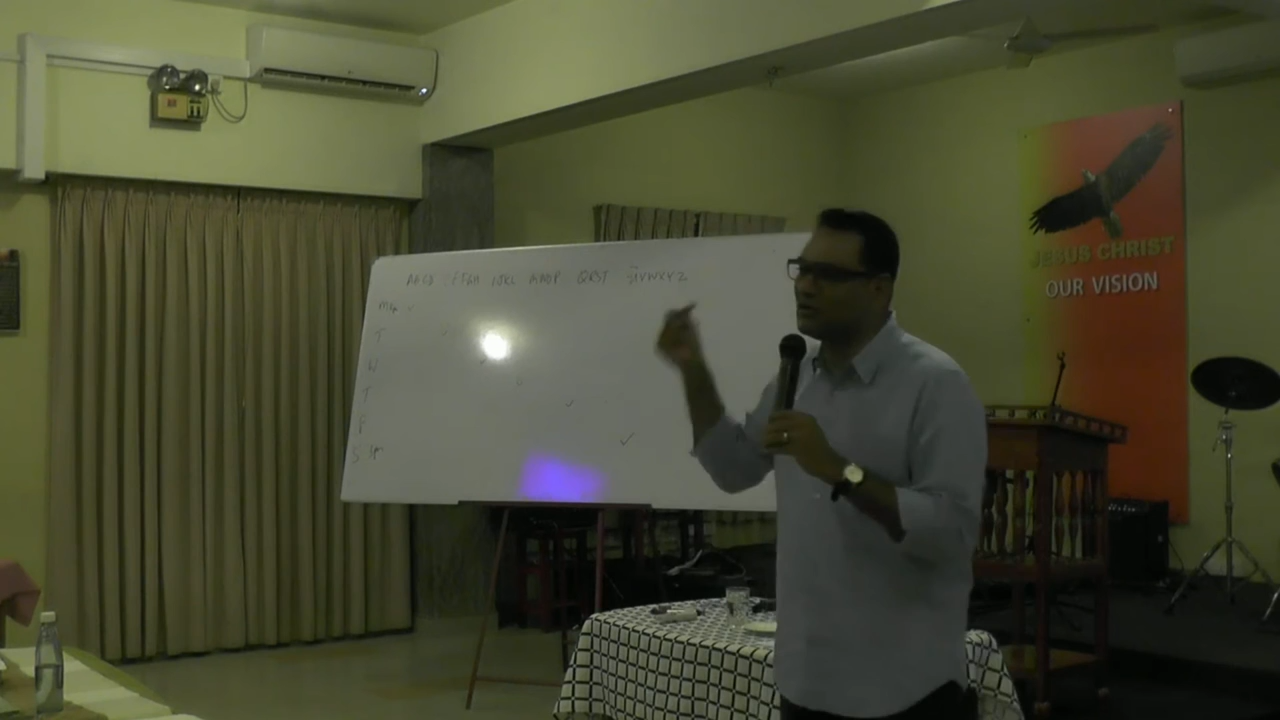 ABCD EFGH IJKL MNOP QRST UVWXYZ
T
W
T
F
S
JESUS CHRIST
OUR VISION